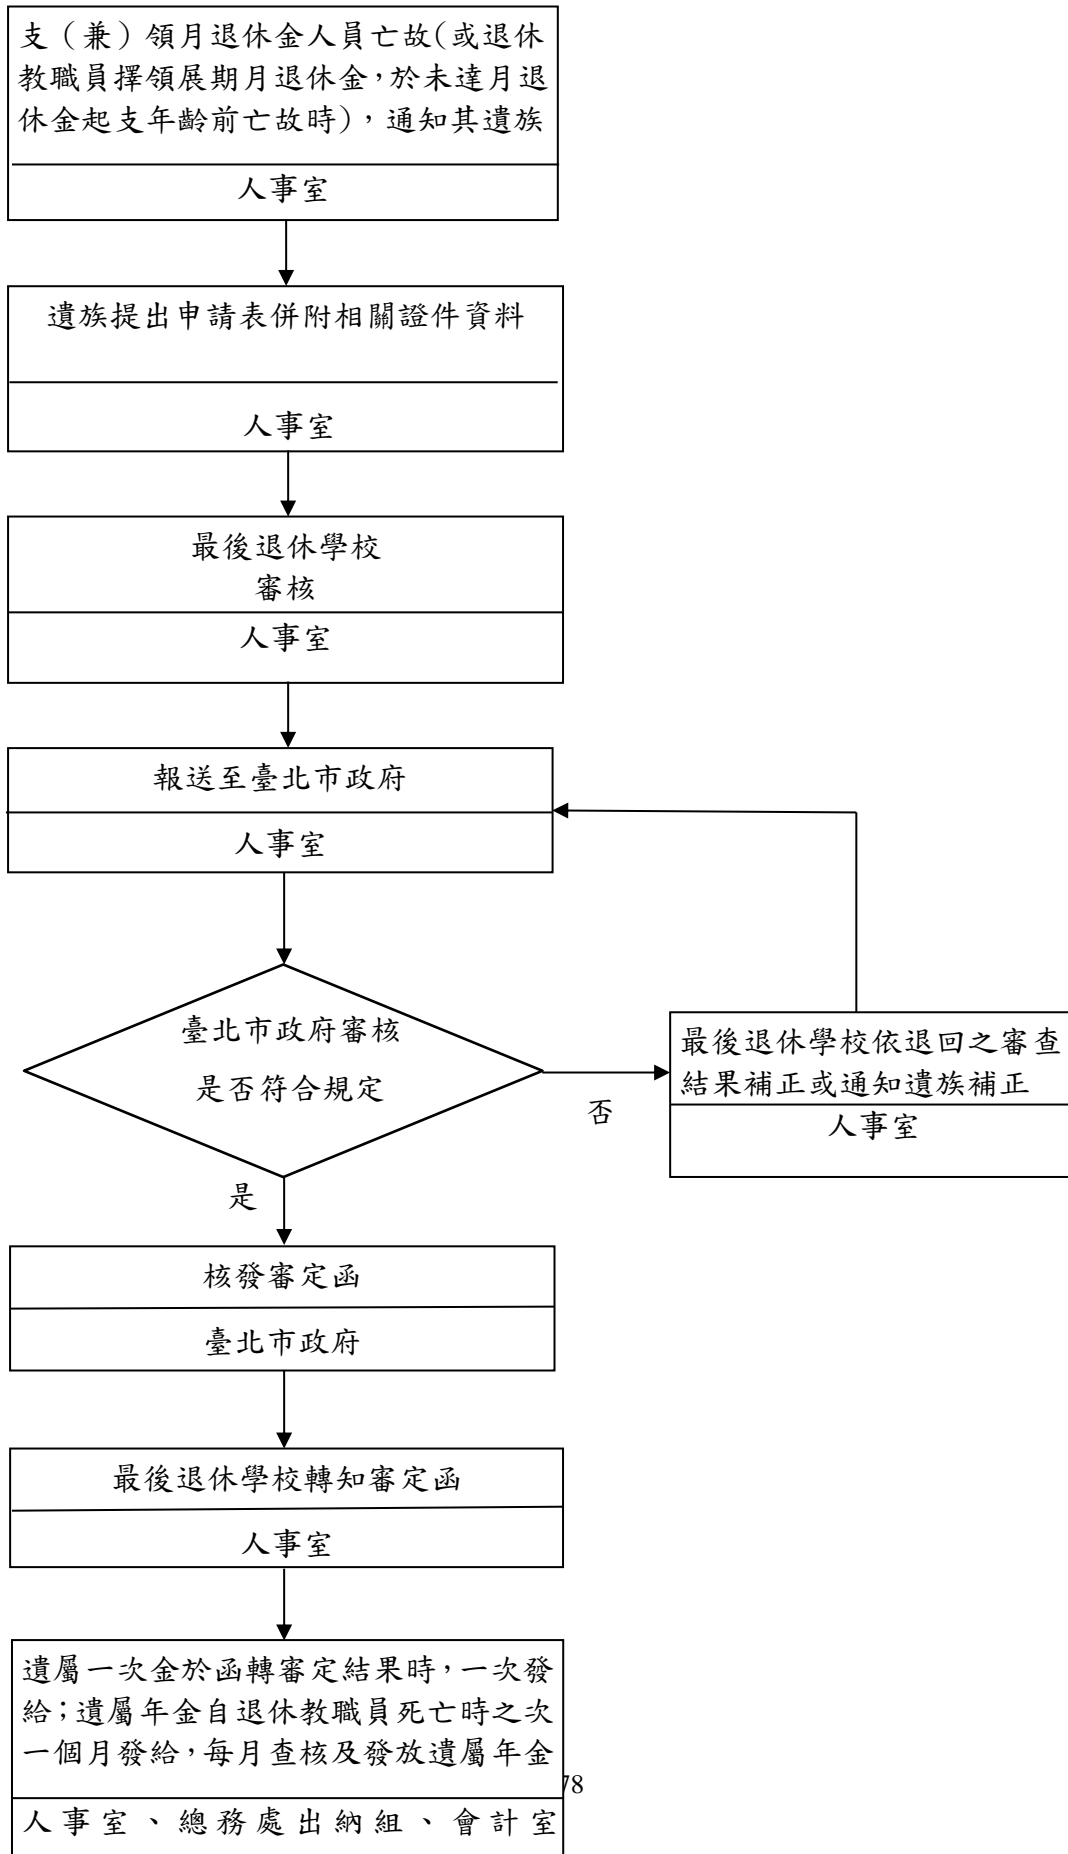 支（兼）領月退休金人員亡故(或退休
教職員擇領展期月退休金，於未達月退
休金起支年齡前亡故時)，通知其遺族
人事室
遺族提出申請表併附相關證件資料
人事室
最後退休學校
審核
人事室
報送至臺北市政府
人事室
臺北市政府審核
是否符合規定
否
最後退休學校依退回之審查
結果補正或通知遺族補正
人事室
是
核發審定函
臺北市政府
最後退休學校轉知審定函
人事室
遺屬一次金於函轉審定結果時，一次發
給；遺屬年金自退休教職員死亡時之次
一個月發給，每月查核及發放遺屬年金
78
人事室、總務處出納組、會計室